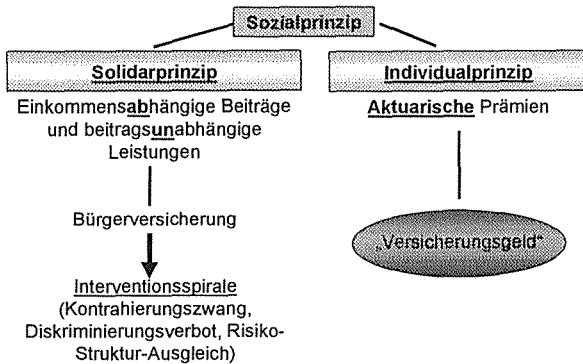 Sozialprinzip
Solidarprinzip
Einkommensabhängige Beiträge
und beitragsunabhängige
Leistungen
Bürgerversicherung
Interventionsspirale
(Kontrahierungszwang,
Diskriminierungsverbot, Risiko-
Struktur-Ausgleich)
Individualprinzip
Aktuarische Prämien
„Versicherungsgeld“